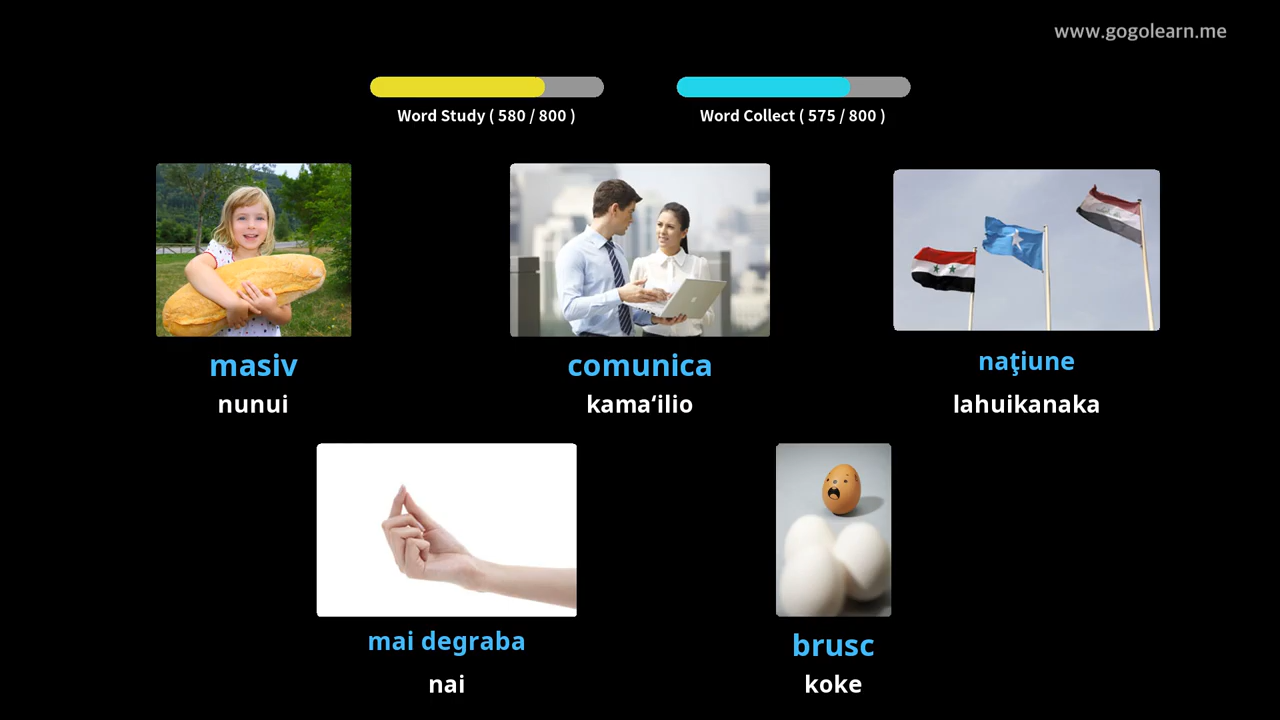 www.gogolearn.me
Word Study ( 580 / 800 )
Word Collect ( 575 / 800 )
masiv
nunui
comunica
kamaʻilio
naţiune
lahuikanaka
mai degraba
nai
brusc
koke